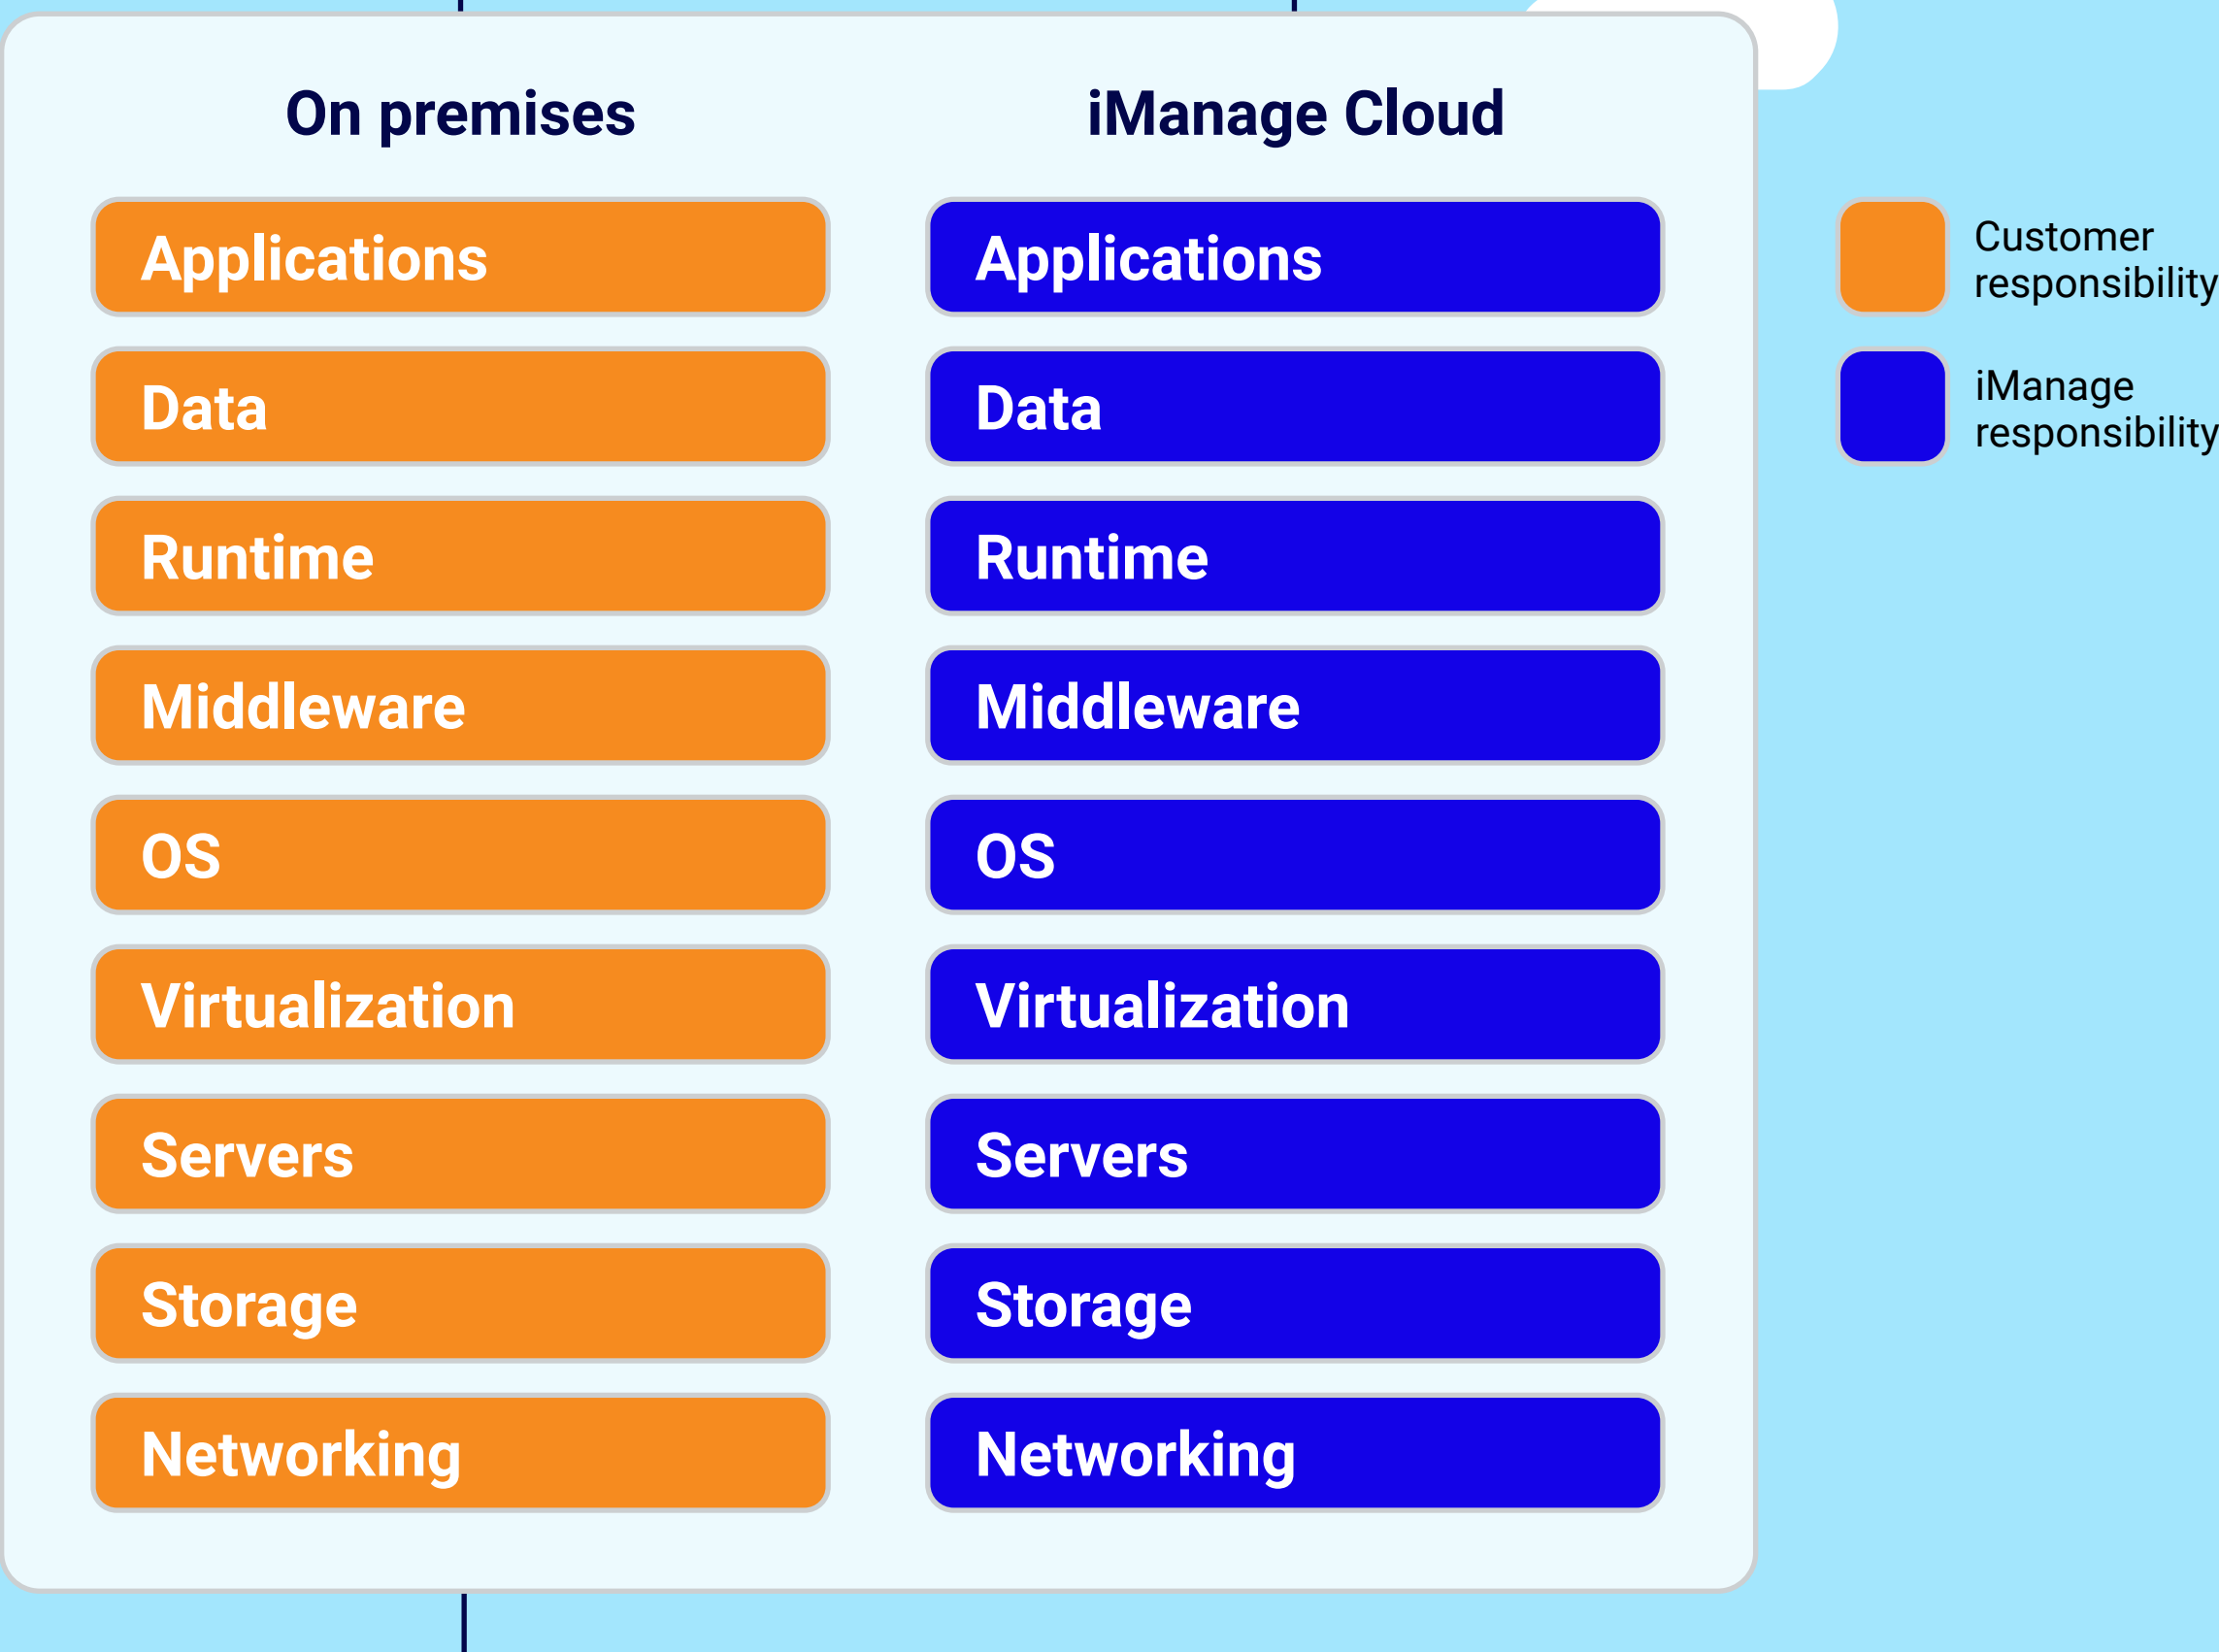 On premises
Applications
Data
Runtime
Middleware
OS
Virtualization
Servers
Storage
Networking
iManage Cloud
Applications
Data
Runtime
Middleware
OS
Virtualization
Servers
Storage
Networking
Customer
responsibility
iManage
responsibility